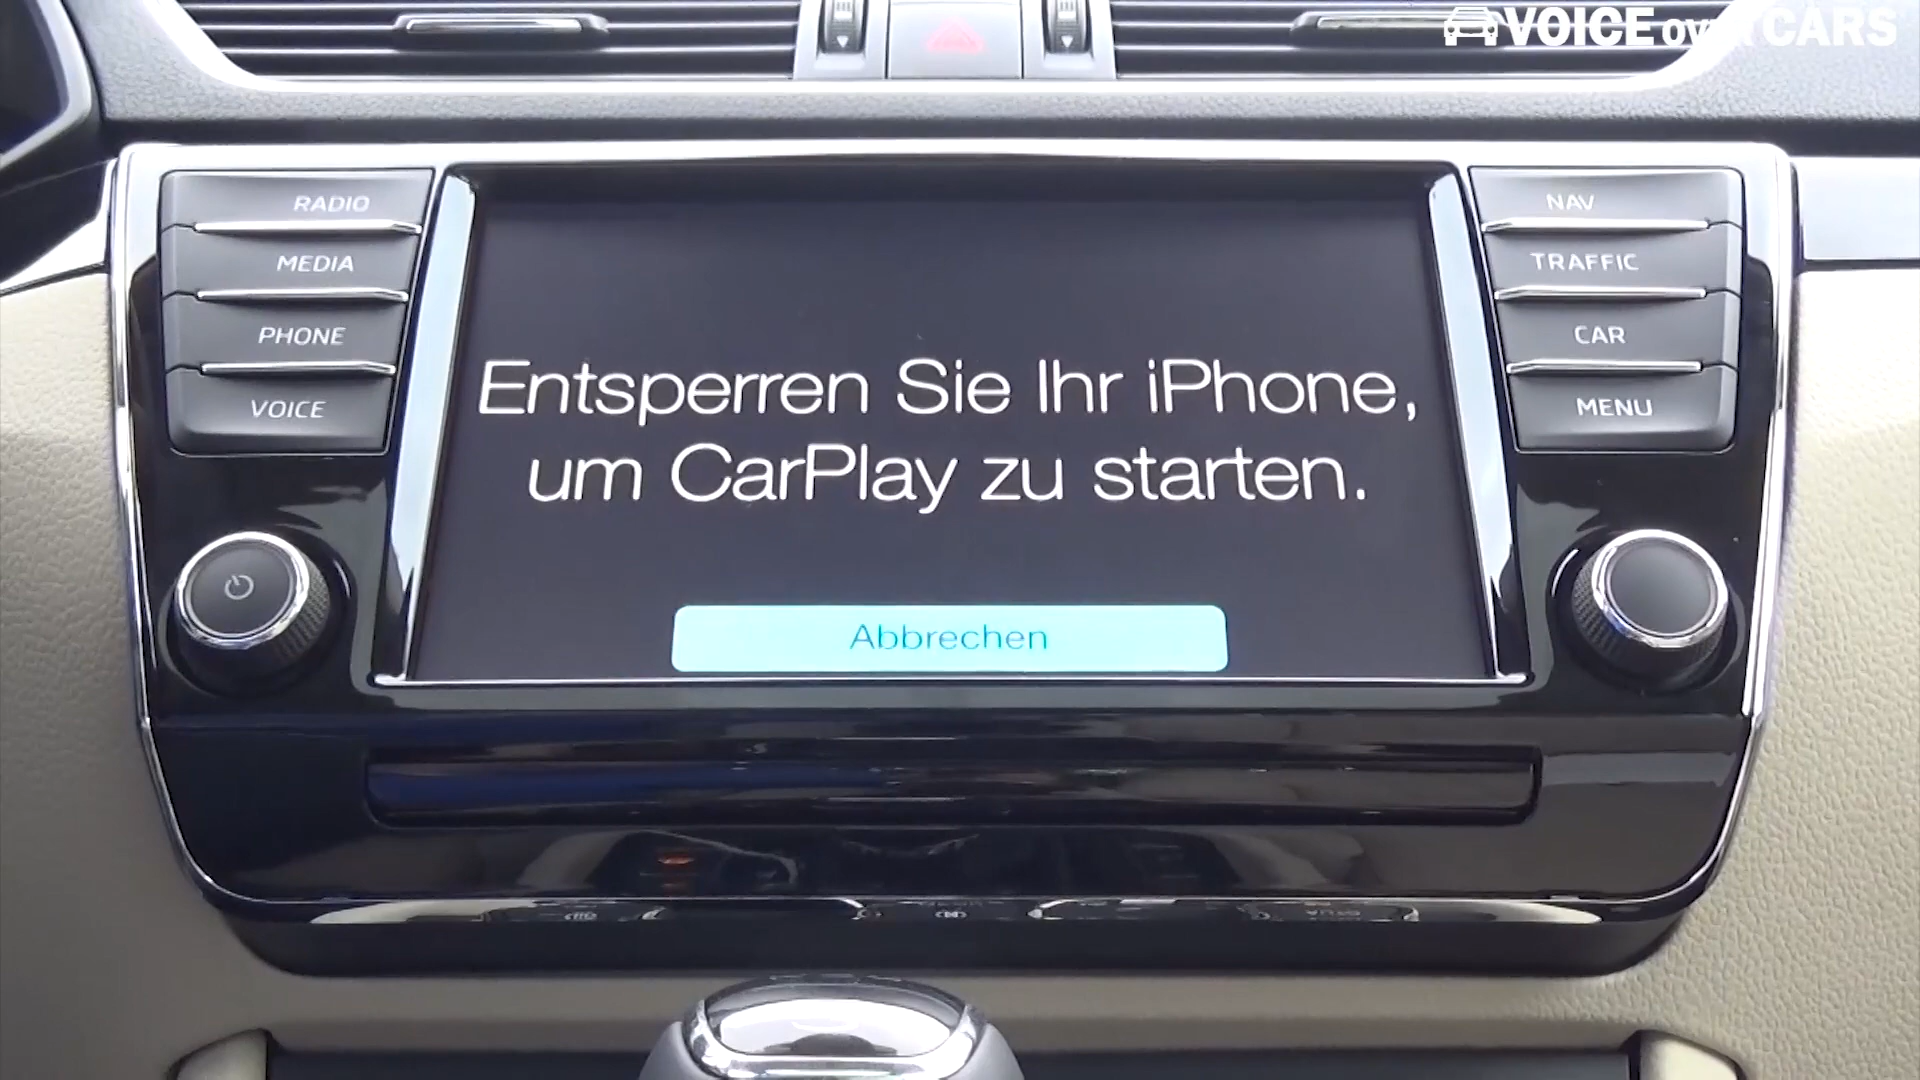 VOICE over CARS
RADIO
MEDIA
PHONE
VOICE
Entsperren Sie Ihr iPhone,
um CarPlay zu starten.
Abbrechen
NAV
TRAFFIC
CAR
MENU